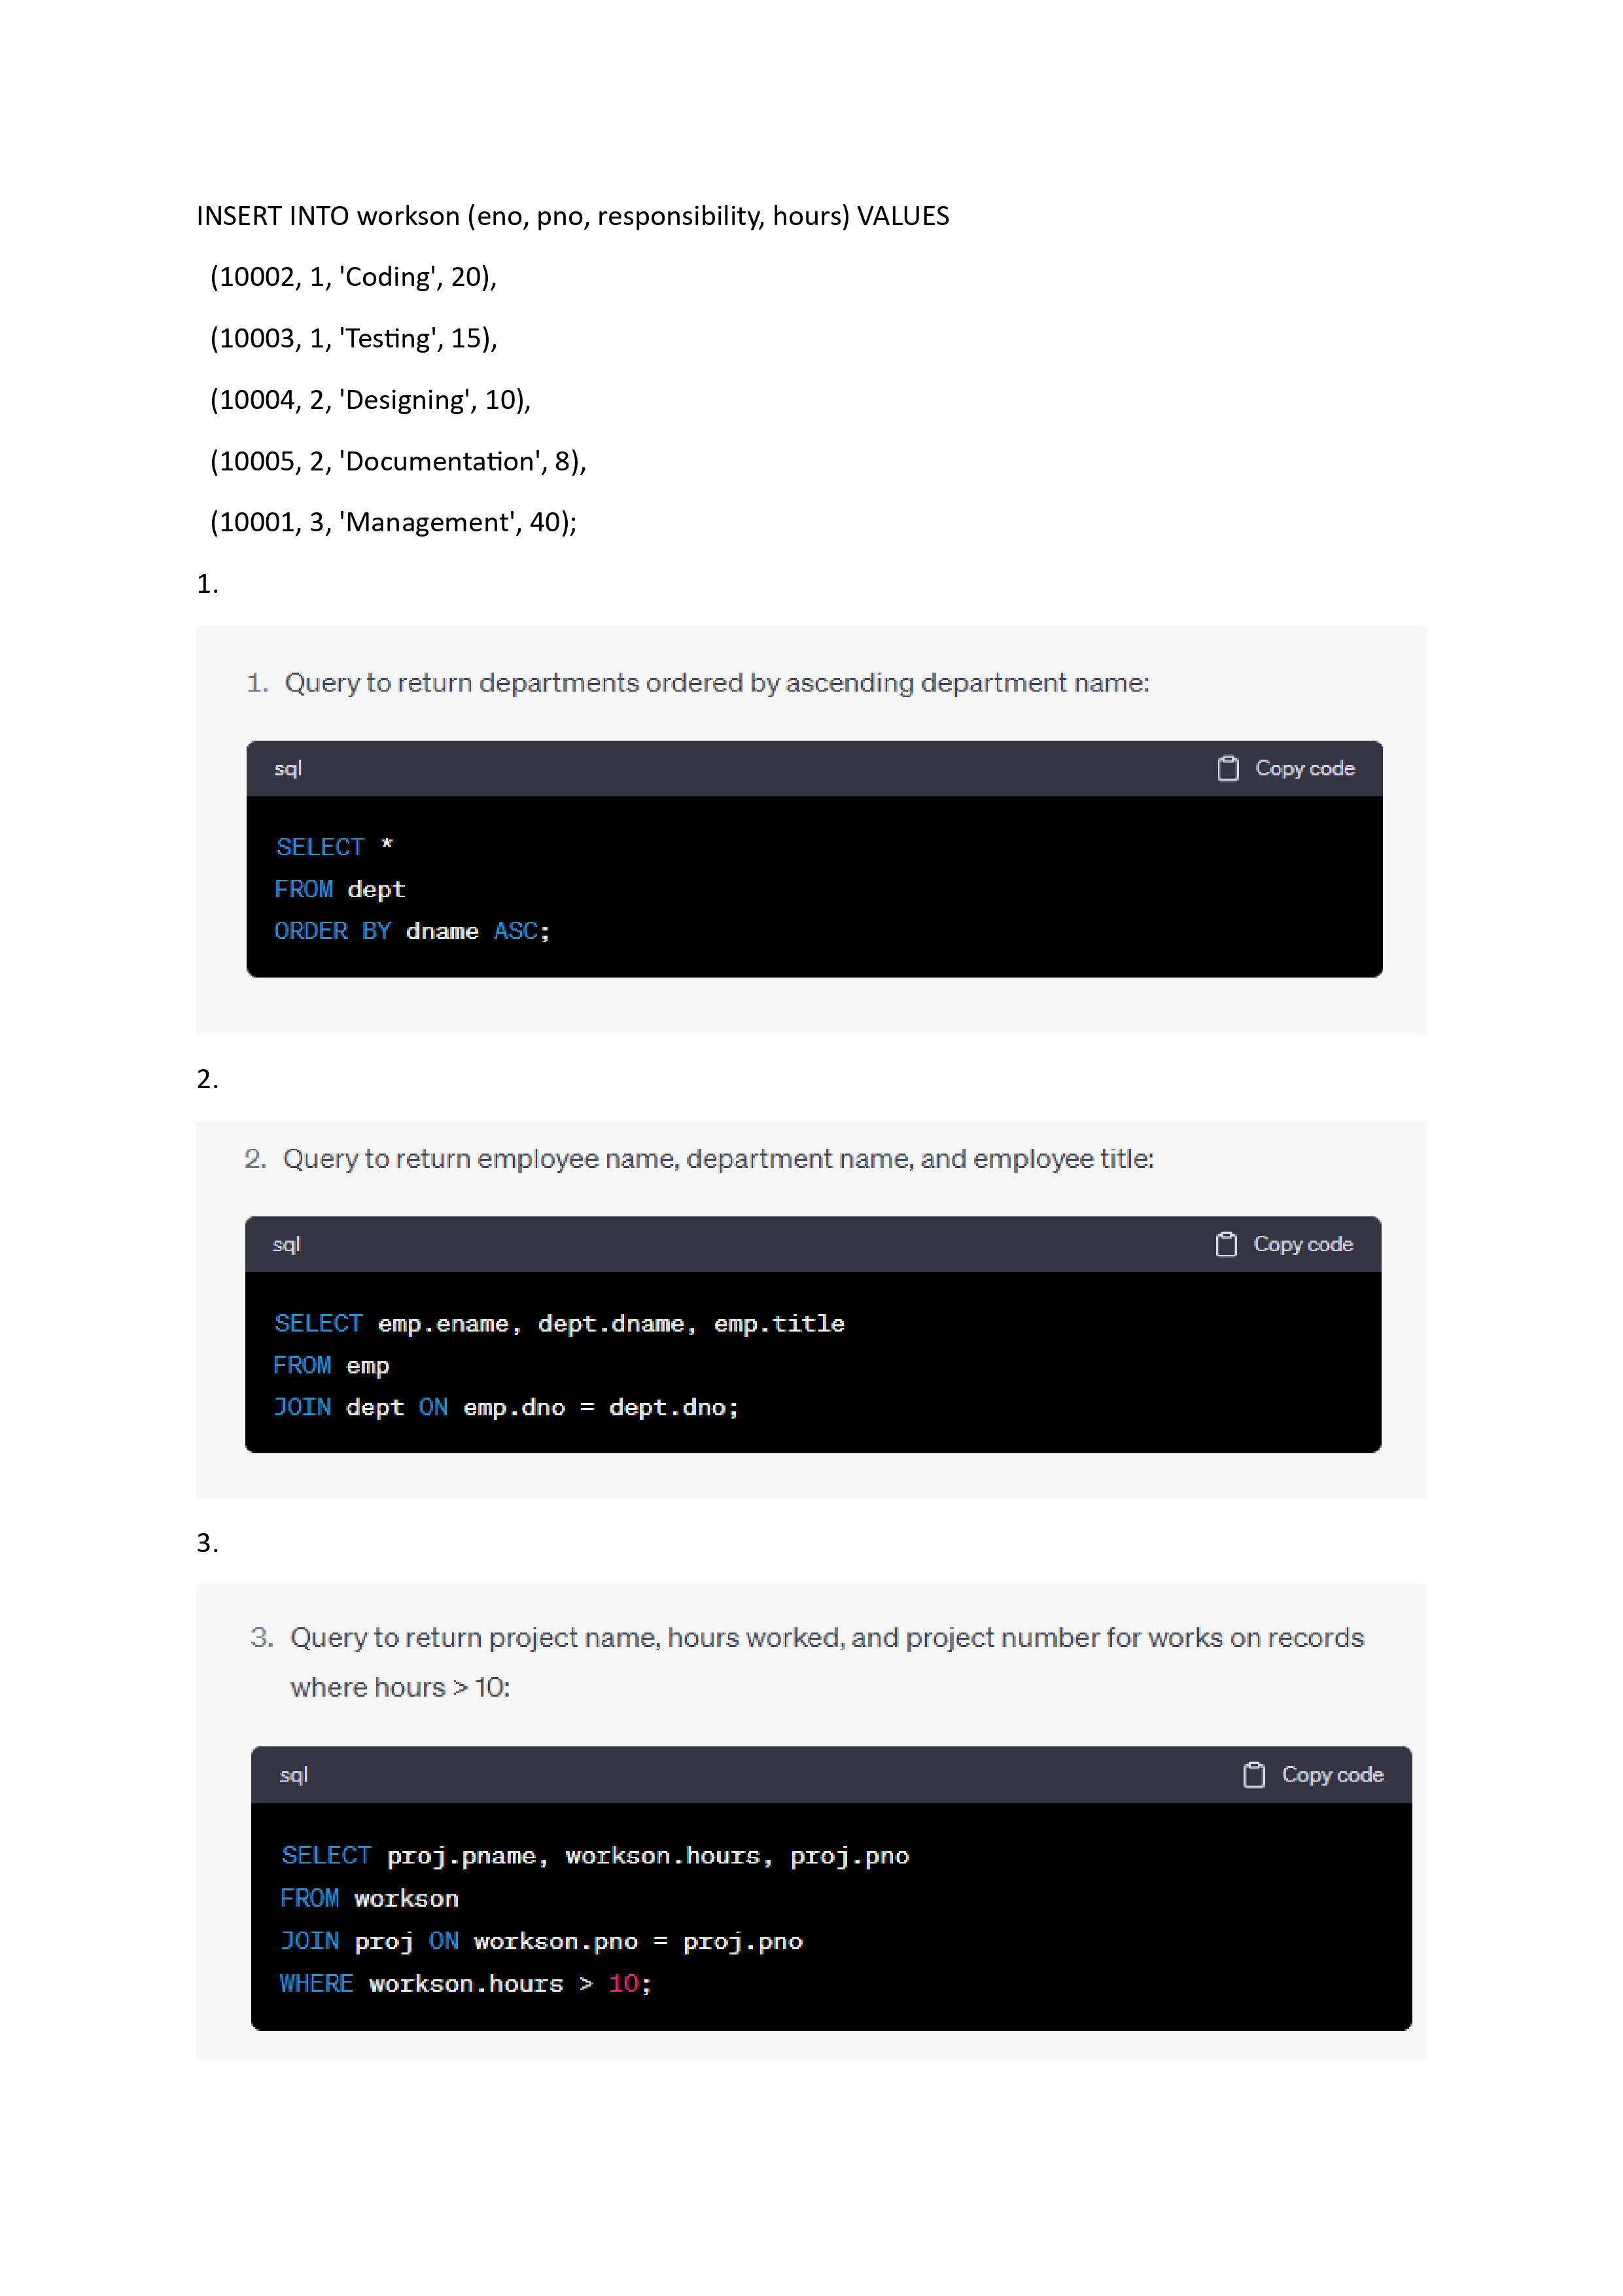 INSERT INTO workson (eno, pno, responsibility, hours) VALUES
(10002, 1, 'Coding', 20),
(10003, 1, 'Testing', 15),
(10004, 2, 'Designing', 10),
(10005, 2, 'Documentation', 8),
(10001, 3, 'Management', 40);
1.
1. Query to return departments ordered by ascending department name:
sql Copy code
SELECT *
FROM dept
ORDER BY dname ASC;
2.
2. Query to return employee name, department name, and employee title:
sql Copy code
SELECT emp.ename, dept.dname, emp.title
FROM emp
JOIN dept ON emp.dno = dept.dno;
3.
3. Query to return project name, hours worked, and project number for works on records
where hours > 10:
sql Copy code
SELECT proj.pname, workson.hours, proj.pno
FROM workson
JOIN proj ON workson.pno = proj.pno
WHERE workson.hours > 10;